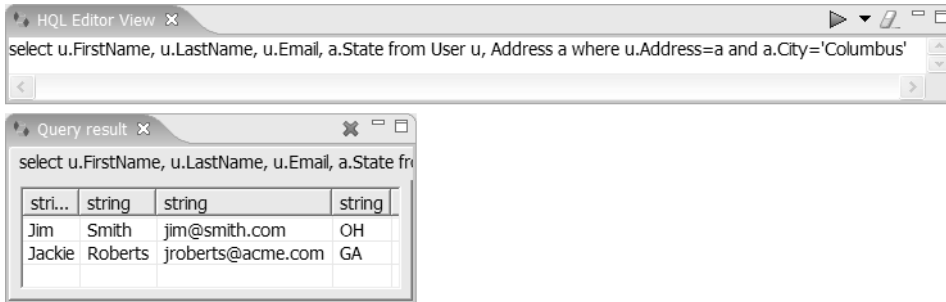 HQL Editor View
select u.FirstName, u.LastName, u.Email, a.State from User u, Address a where u.Address=a and a.City='Columbus'
Query result
select u.FirstName, u.LastName, u.Email, a.State fro
stri... string string string
Jim Smith jim@smith.com OH
Jackie Roberts jroberts@acme.com GA